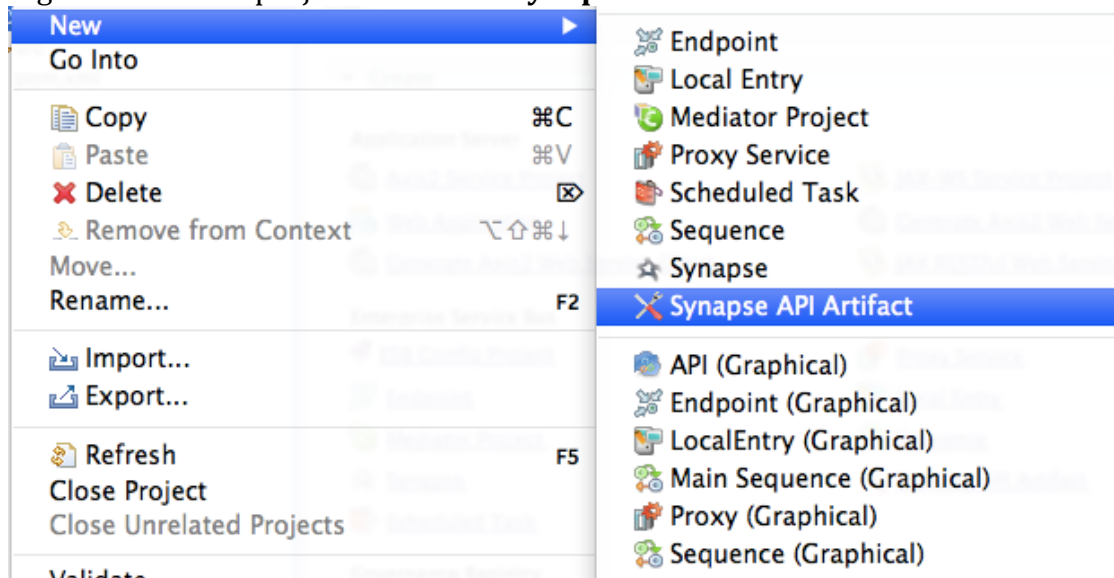 New
Go Into
Copy ⌘C
Paste ⌘V
Delete ⌦
Remove from Context ⌥⇧⌘↓
Move...
Rename... F2
Import...
Export...
Refresh F5
Close Project
Close Unrelated Projects
Validate
Endpoint
Local Entry
Mediator Project
Proxy Service
Scheduled Task
Sequence
Synapse
Synapse API Artifact
API (Graphical)
Endpoint (Graphical)
LocalEntry (Graphical)
Main Sequence (Graphical)
Proxy (Graphical)
Sequence (Graphical)